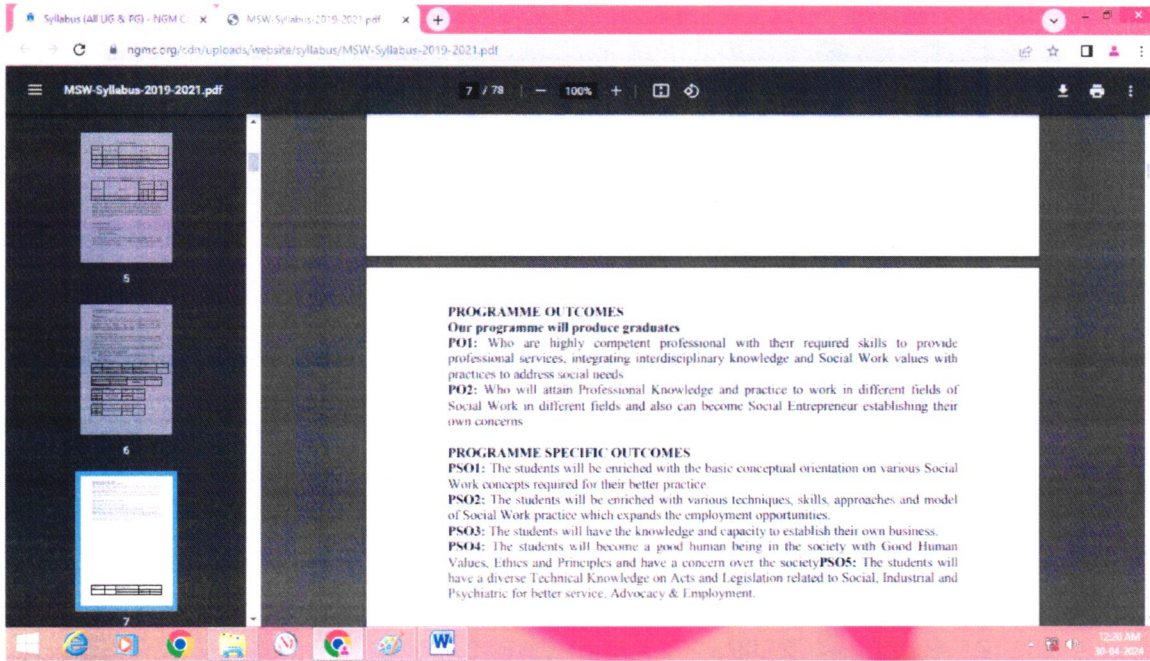 Syllabus (All UG & PG) - NGM C
MSW-Syllabus-2019-2021.pdf
ngmc.org/cdn/uploads/website/syllabus/MSW-Syllabus-2019-2021.pdf
MSW-Syllabus-2019-2021.pdf
7 / 78
100%
5
6
7
PROGRAMME OUTCOMES
Our programme will produce graduates
PO1: Who are highly competent professional with their required skills to provide
professional services, integrating interdisciplinary knowledge and Social Work values with
practices to address social needs
PO2: Who will attain Professional Knowledge and practice to work in different fields of
Social Work in different fields and also can become Social Entrepreneur establishing their
own concerns
PROGRAMME SPECIFIC OUTCOMES
PSO1: The students will be enriched with the basic conceptual orientation on various Social
Work concepts required for their better practice.
PSO2: The students will be enriched with various techniques, skills, approaches and model
of Social Work practice which expands the employment opportunities.
PSO3: The students will have the knowledge and capacity to establish their own business.
PSO4: The students will become a good human being in the society with Good Human
Values, Ethics and Principles and have a concern over the societyPSO5: The students will
have a diverse Technical Knowledge on Acts and Legislation related to Social, Industrial and
Psychiatric for better service, Advocacy & Employment.
12:20 AM
30-04-2024